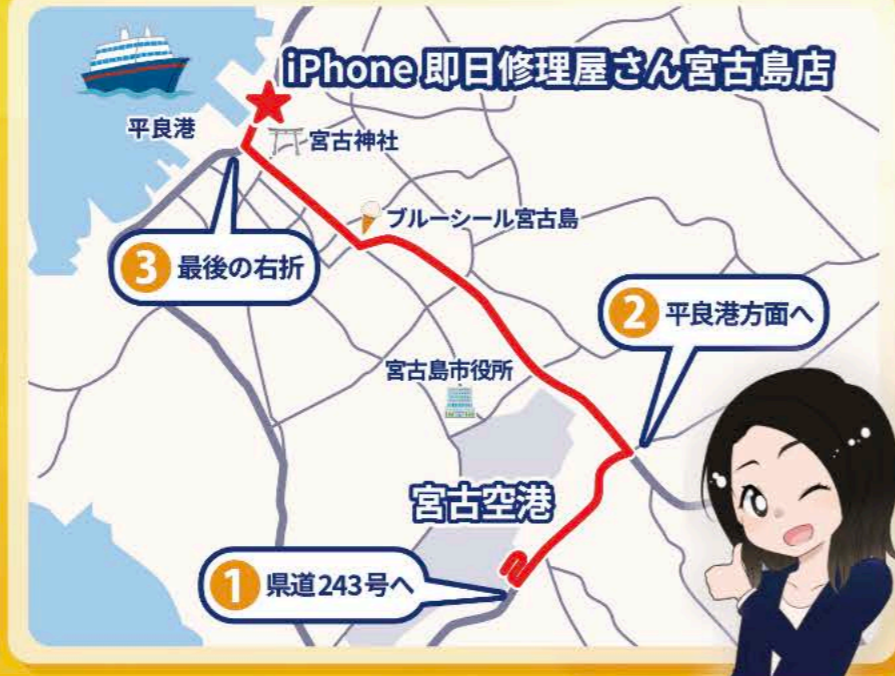 iPhone 即日修理屋さん宮古島店
平良港
宮古神社
ブルーシール宮古島
3 最後の右折
2 平良港方面へ
宮古島市役所
宮古空港
1 県道243号へ